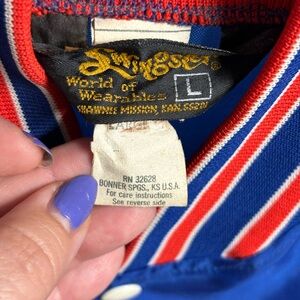 Swingster
World of
Wearables
L
SHAWNEE MISSION, KAN. 66201
LARGE
RN 32628
BONNER SPGS., KS U.S.A.
For care instructions
See reverse side